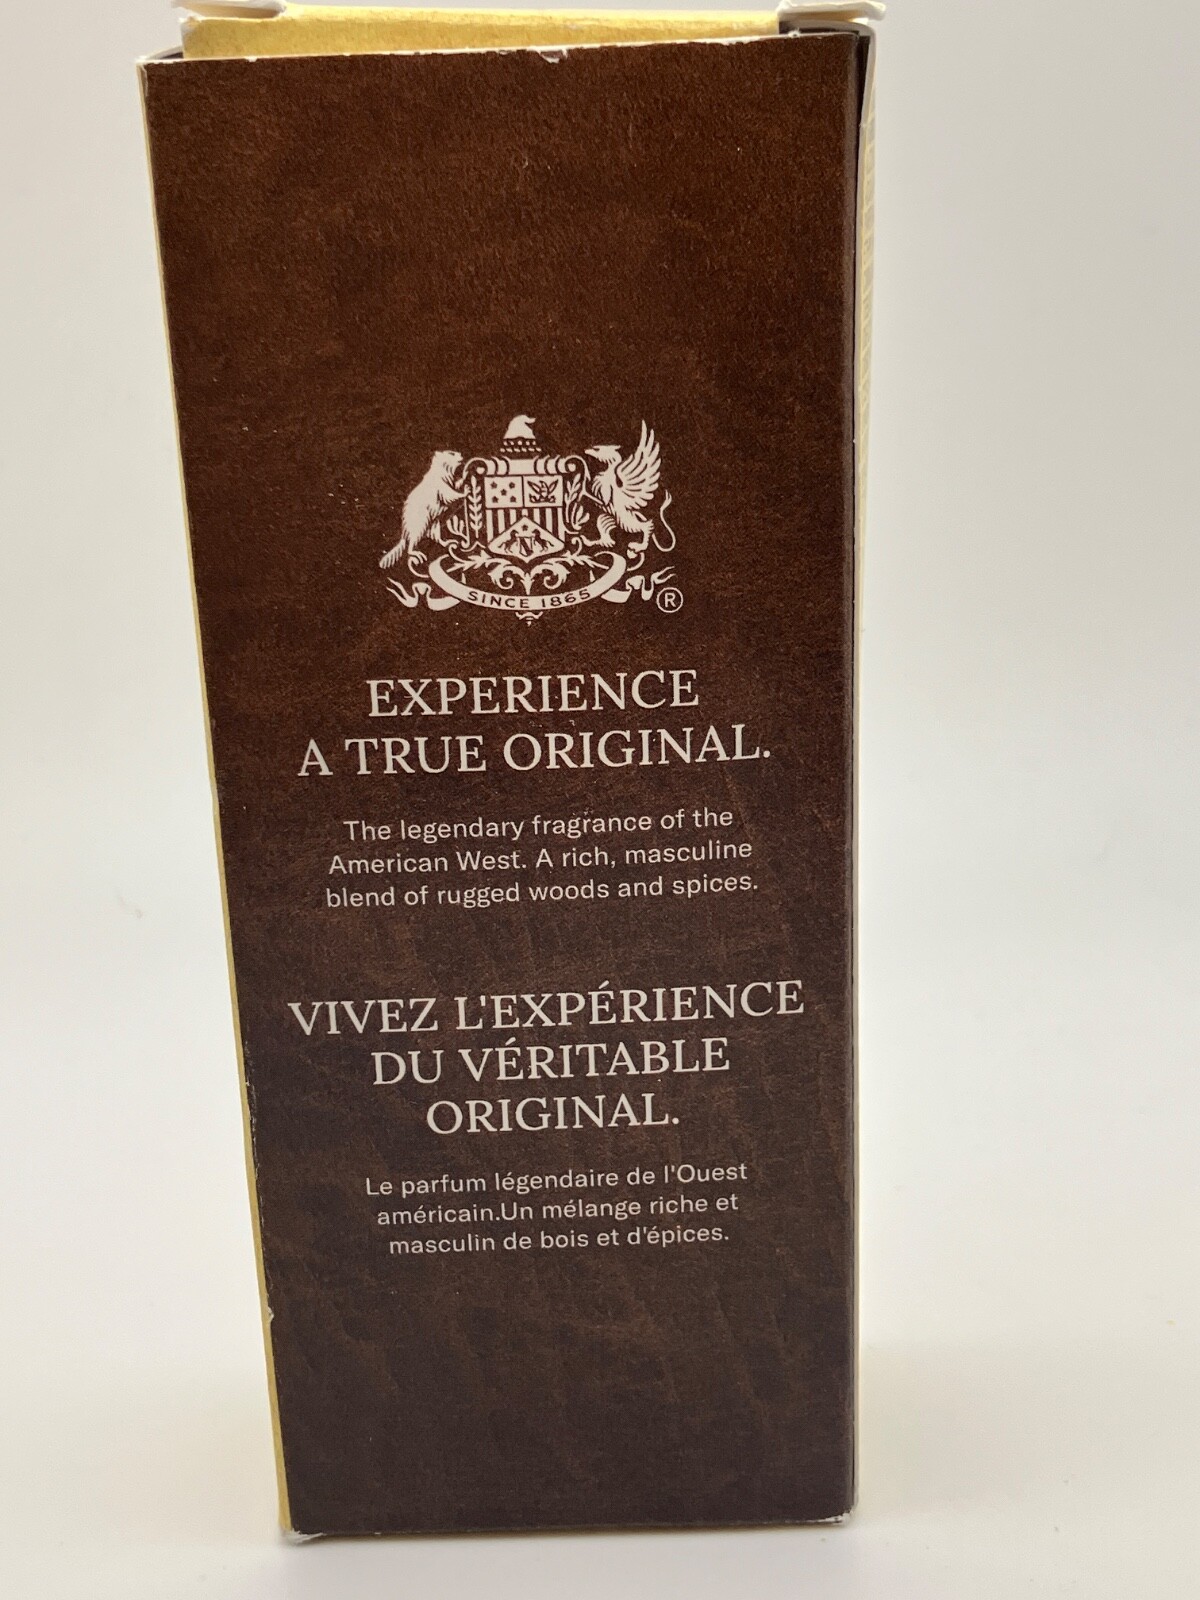 SINCE 1865
®
EXPERIENCE
A TRUE ORIGINAL.
The legendary fragrance of the
American West. A rich, masculine
blend of rugged woods and spices.
VIVEZ L'EXPÉRIENCE
DU VÉRITABLE
ORIGINAL.
Le parfum légendaire de l'Ouest
américain.Un mélange riche et
masculin de bois et d'épices.